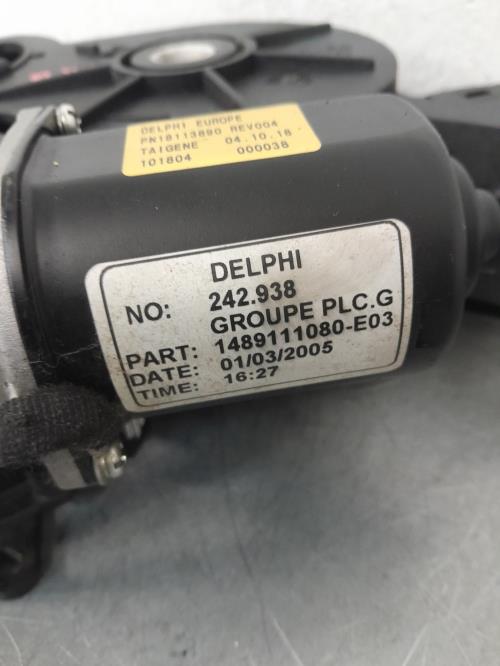 DELPHI EUROPE
PN18113890 REV004
TAIGENE 04.10.18
101804 000038
DELPHI
NO: 242.938
GROUPE PLC.G
PART: 1489111080-E03
DATE: 01/03/2005
TIME: 16:27